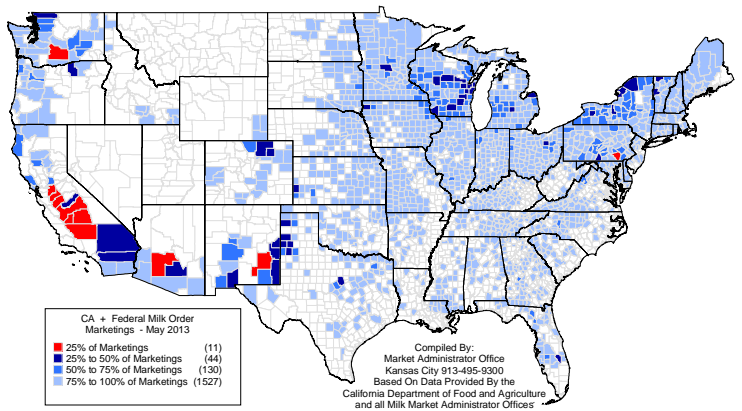 CA + Federal Milk Order
Marketings - May 2013
25% of Marketings (11)
25% to 50% of Marketings (44)
50% to 75% of Marketings (130)
75% to 100% of Marketings (1527)
Compiled By:
Market Administrator Office
Kansas City 913-495-9300
Based On Data Provided By the
California Department of Food and Agriculture
and all Milk Market Administrator Offices